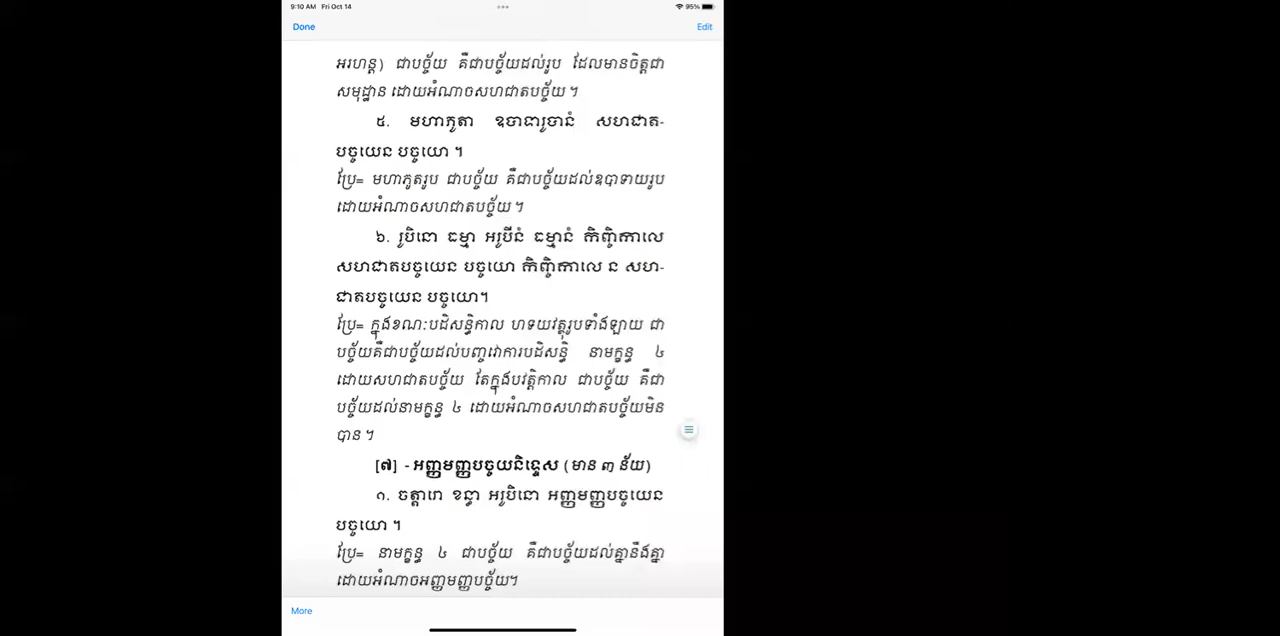 9:10 AM Fri Oct 14
95%
Done
Edit
អរហន្ត) ជាបច្ច័យ គឺជាបច្ច័យដល់រូប ដែលមានចិត្តជា
សមុដ្ឋាន ដោយអំណាចសហជាតបច្ច័យ ។
៥. មហាភូតា ឧបាទារូបានំ សហជាត-
បច្ចយេន បច្ចយោ ។
ប្រែ= មហាភូតរូប ជាបច្ច័យ គឺជាបច្ច័យដល់ឧបាទាយរូប
ដោយអំណាចសហជាតបច្ច័យ ។
៦. រូបិនោ ធម្មា អរូបីនំ ធម្មានំ កិញ្ចិកាលេ
សហជាតបច្ចយេន បច្ចយោ កិញ្ចិកាលេ ន សហ-
ជាតបច្ចយេន បច្ចយោ។
ប្រែ= ក្នុងខណៈបដិសន្ធិកាល ហទយវត្ថុរូបទាំងឡាយ ជា
បច្ច័យគឺជាបច្ច័យដល់បញ្ចវោការបដិសន្ធិ នាមក្ខន្ធ ៤
ដោយសហជាតបច្ច័យ តែក្នុងបវត្តិកាល ជាបច្ច័យ គឺជា
បច្ច័យដល់នាមក្ខន្ធ ៤ ដោយអំណាចសហជាតបច្ច័យមិន
បាន ។
[៧] - អញ្ញមញ្ញបច្ចយនិទ្ទេស (មាន ៣ ន័យ)
១. ចត្តារោ ខន្ធា អរូបិនោ អញ្ញមញ្ញបច្ចយេន
បច្ចយោ ។
ប្រែ= នាមក្ខន្ធ ៤ ជាបច្ច័យ គឺជាបច្ច័យដល់គ្នានឹងគ្នា
ដោយអំណាចអញ្ញមញ្ញបច្ច័យ។
More